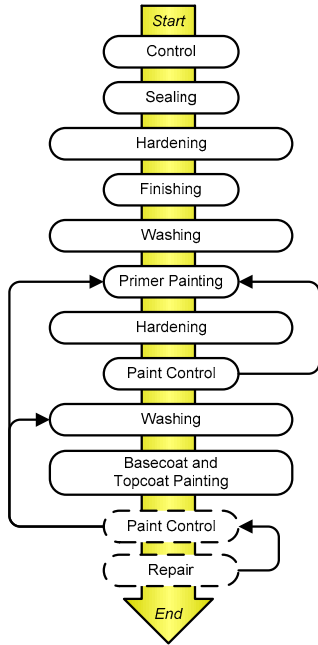 Start
Control
Sealing
Hardening
Finishing
Washing
Primer Painting
Hardening
Paint Control
Washing
Basecoat and
Topcoat Painting
Paint Control
Repair
End